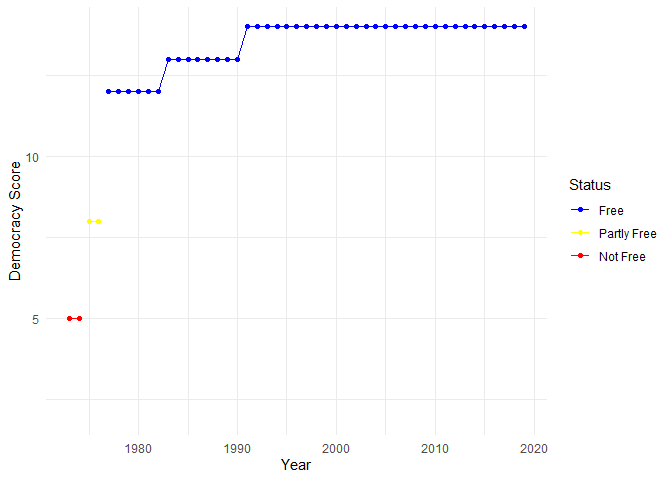 Democracy Score
10
5
1980
1990
2000
2010
2020
Year
Status
Free
Partly Free
Not Free